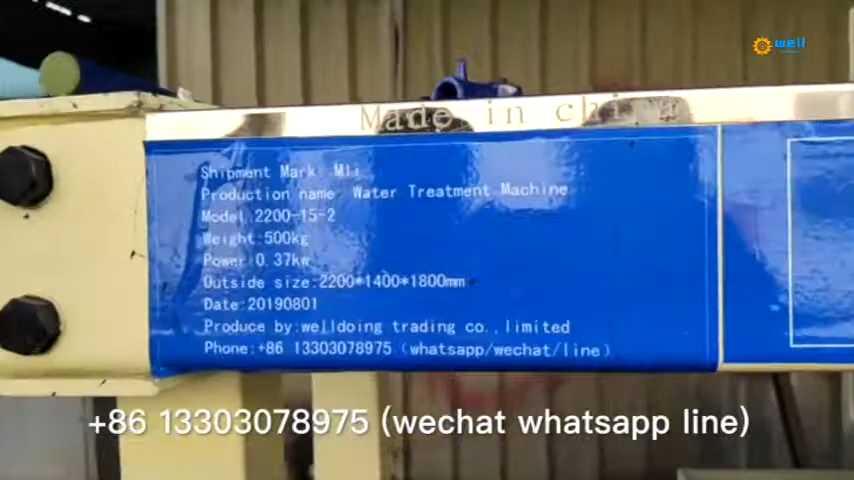 well
Made in china
Shipment Mark Mli
Production name Water Treatment Machine
Model 2200-15-2
Weight:500kg
Power:0.37kw
Outside size:2200*1400*1800mm
Date:20190801
Produce by:welldoing trading co.,limited
Phone:+86 13303078975 (whatsapp/wechat/line)
+86 13303078975 (wechat whatsapp line)